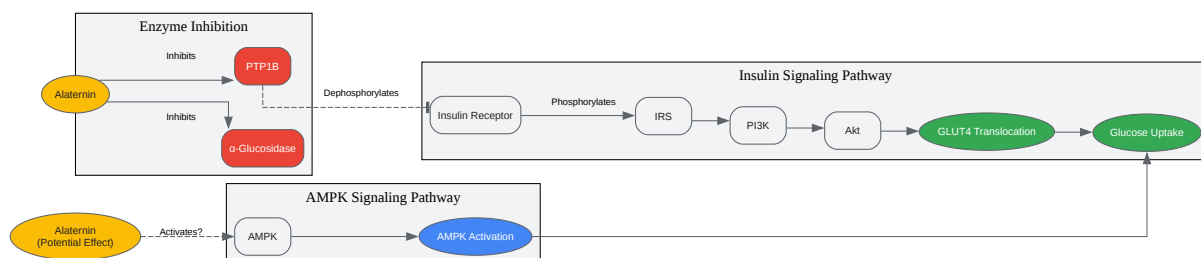 Enzyme Inhibition
Inhibits
PTP1B
Alaternin
Inhibits
α-Glucosidase
Dephosphorylates
Insulin Signaling Pathway
Insulin Receptor
Phosphorylates
IRS
PI3K
Akt
GLUT4 Translocation
Glucose Uptake
AMPK Signaling Pathway
Alaternin
(Potential Effect)
Activates?
AMPK
AMPK Activation